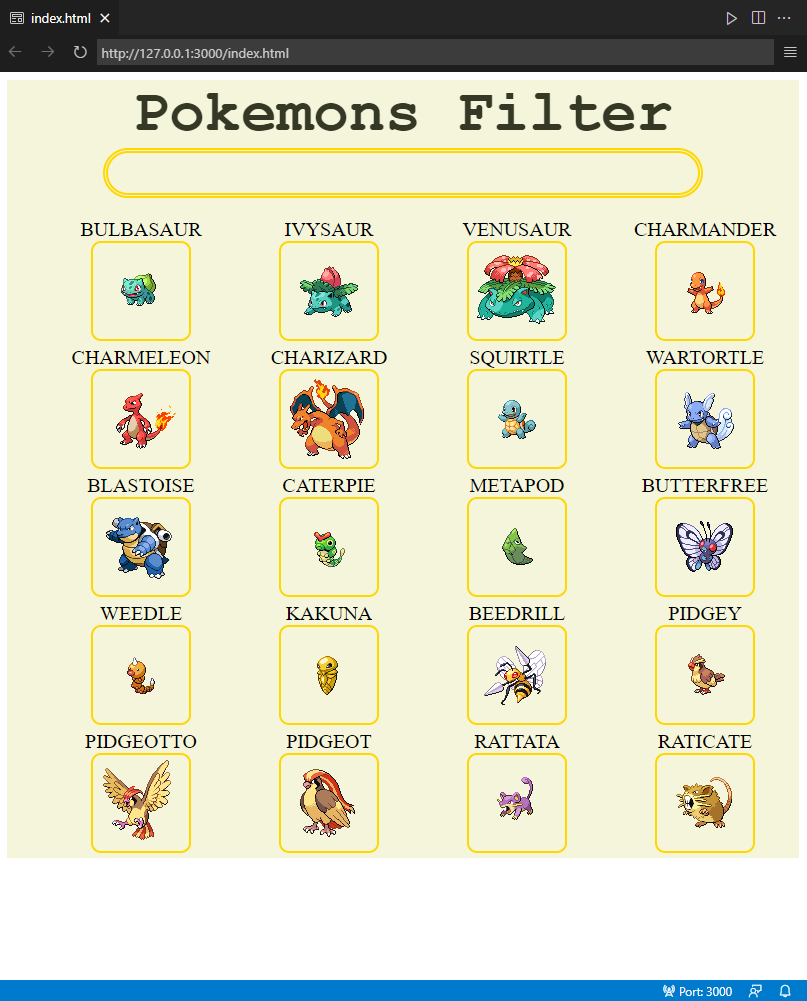 index.html
http://127.0.0.1:3000/index.html
Pokemons Filter
BULBASAUR IVYSAUR VENUSAUR CHARMANDER
CHARMELEON CHARIZARD SQUIRTLE WARTORTLE
BLASTOISE CATERPIE METAPOD BUTTERFREE
WEEDLE KAKUNA BEEDRILL PIDGEY
PIDGEOTTO PIDGEOT RATTATA RATICATE
Port: 3000